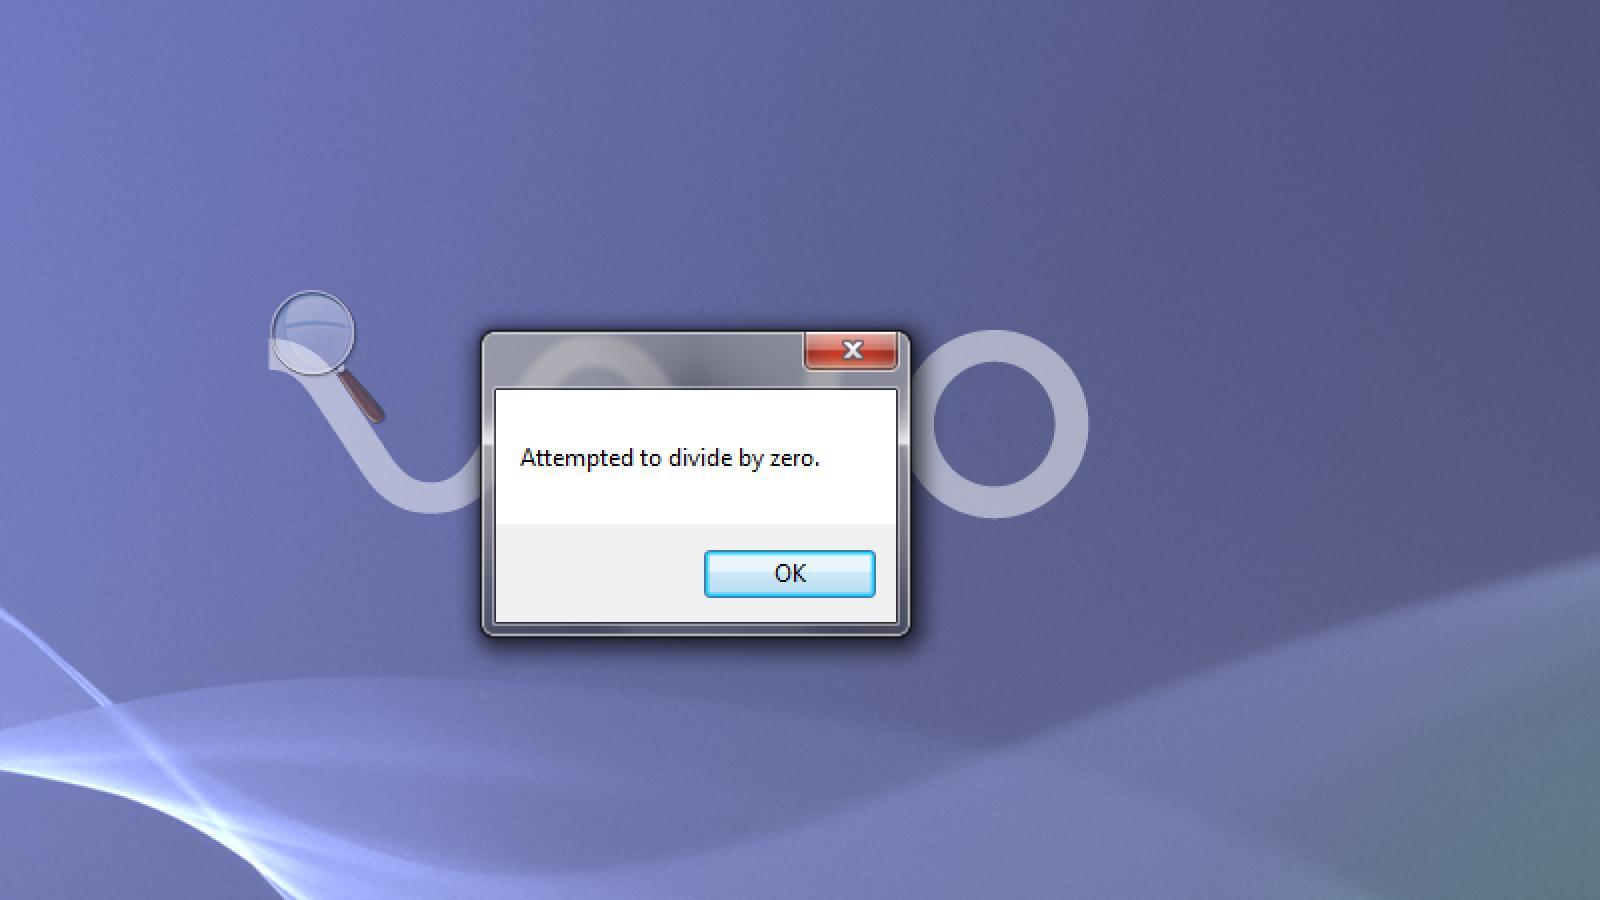 Attempted to divide by zero.
OK